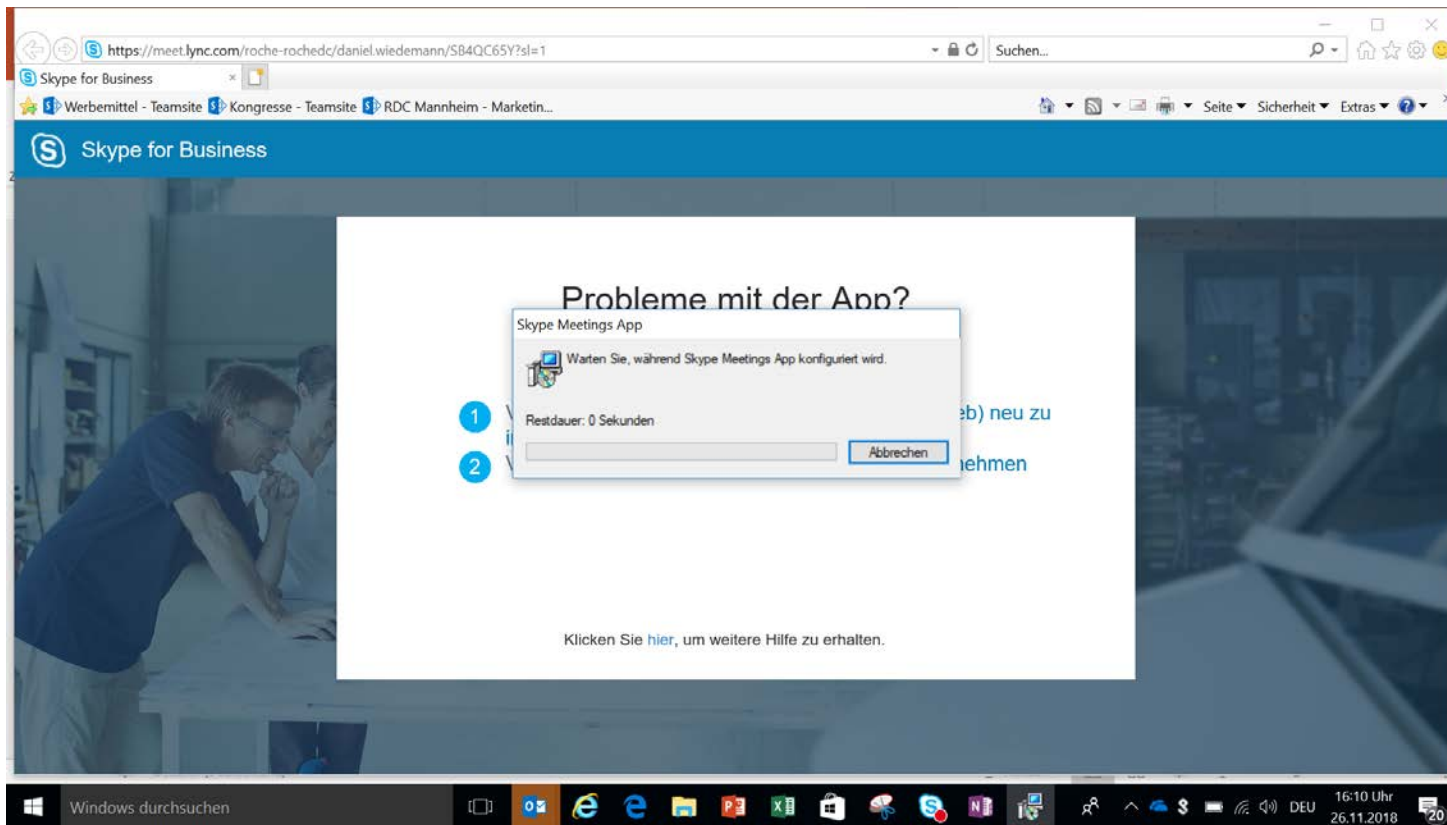 https://meet.lync.com/roche-rochedc/daniel.wiedemann/S84QC65Y?sl=1
Suchen...
Skype for Business
Werbemittel - Teamsite
Kongresse - Teamsite
RDC Mannheim - Marketin...
Seite
Sicherheit
Extras
Skype for Business
Probleme mit der App?
Skype Meetings App
Warten Sie, während Skype Meetings App konfiguriert wird.
1
eb) neu zu
Restdauer: 0 Sekunden
Abbrechen
2
nehmen
Klicken Sie hier, um weitere Hilfe zu erhalten.
Windows durchsuchen
DEU
16:10 Uhr
26.11.2018
20